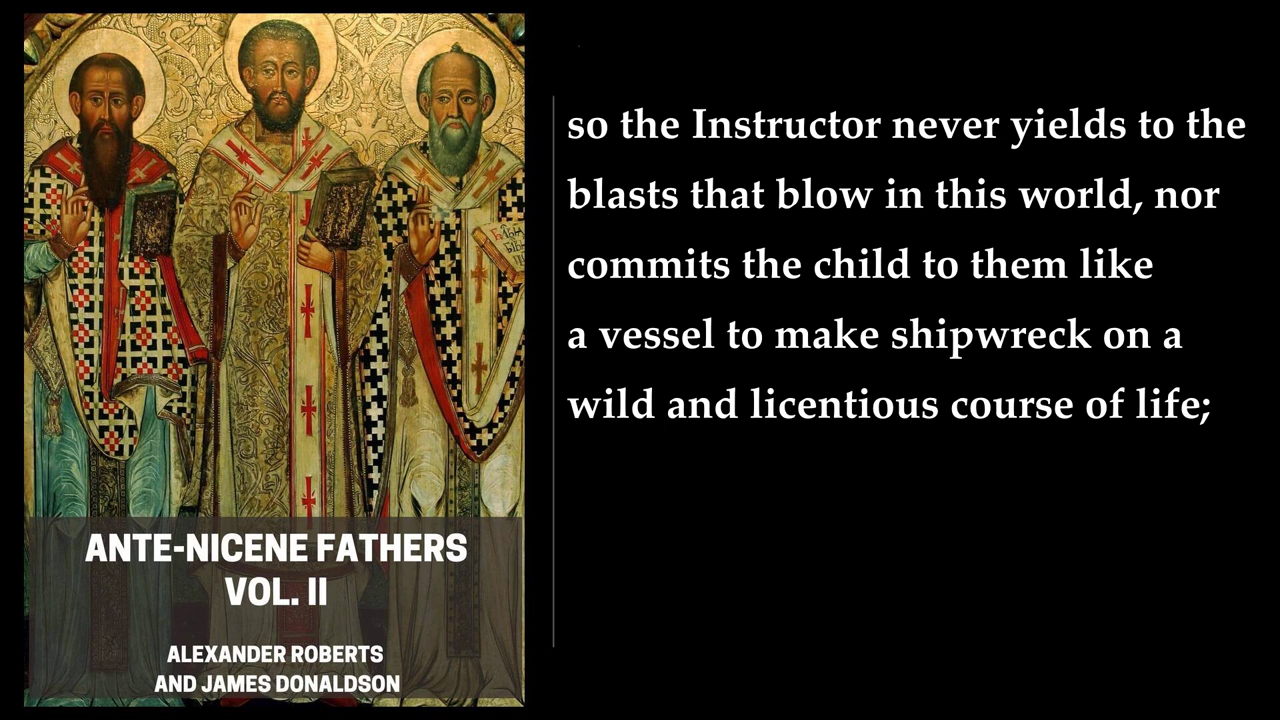 so the Instructor never yields to the
blasts that blow in this world, nor
commits the child to them like
a vessel to make shipwreck on a
wild and licentious course of life;
ANTE-NICENE FATHERS
VOL. II
ALEXANDER ROBERTS
AND JAMES DONALDSON